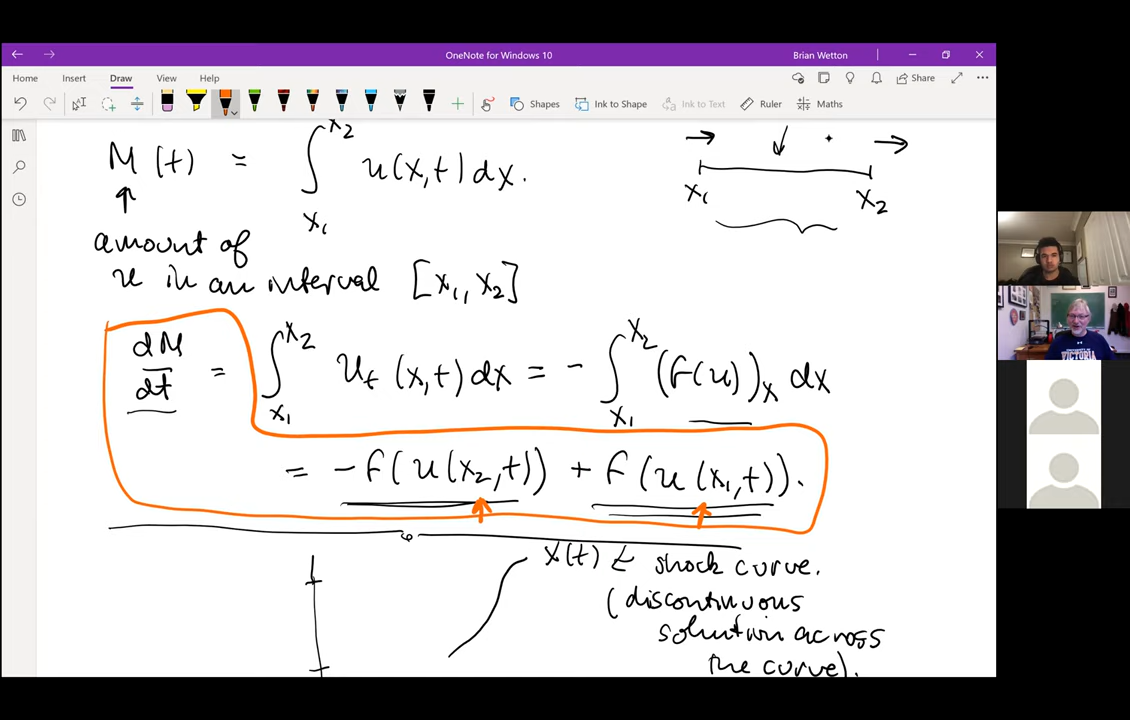 OneNote for Windows 10
Brian Wetton
Home Insert Draw View Help
Share
Shapes Ink to Shape Ink to Text Ruler Maths
M(t) = ∫_{x₁}^{x₂} u(x,t) dx.
x₁ x₂
amount of
u in an interval [x₁, x₂]
dM/dt = ∫_{x₁}^{x₂} u_t (x,t) dx = - ∫_{x₁}^{x₂} (f(u))_x dx
= - f(u(x₂,t)) + f(u(x₁,t)).
x(t) ← shock curve.
(discontinuous
solution across
the curve).
VICTORIA